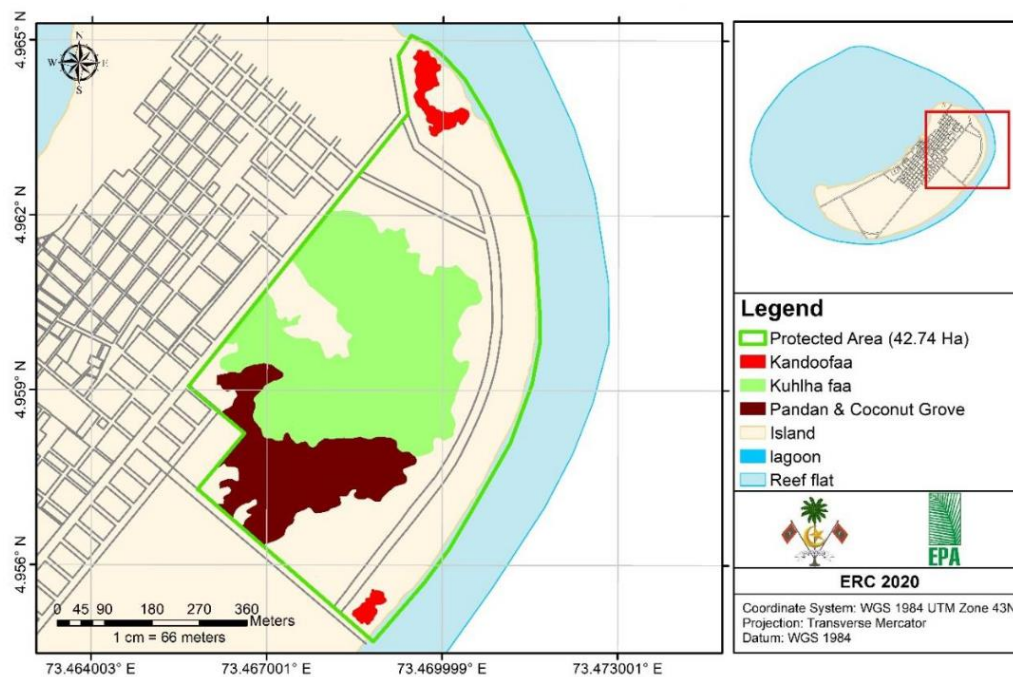 4.965° N
4.962° N
4.959° N
4.956° N
N
W E
S
0 45 90 180 270 360
Meters
1 cm = 66 meters
73.464003° E 73.467001° E 73.469999° E 73.473001° E
Legend
Protected Area (42.74 Ha)
Kandoofaa
Kuhlha faa
Pandan & Coconut Grove
Island
lagoon
Reef flat
EPA
ERC 2020
Coordinate System: WGS 1984 UTM Zone 43N
Projection: Transverse Mercator
Datum: WGS 1984